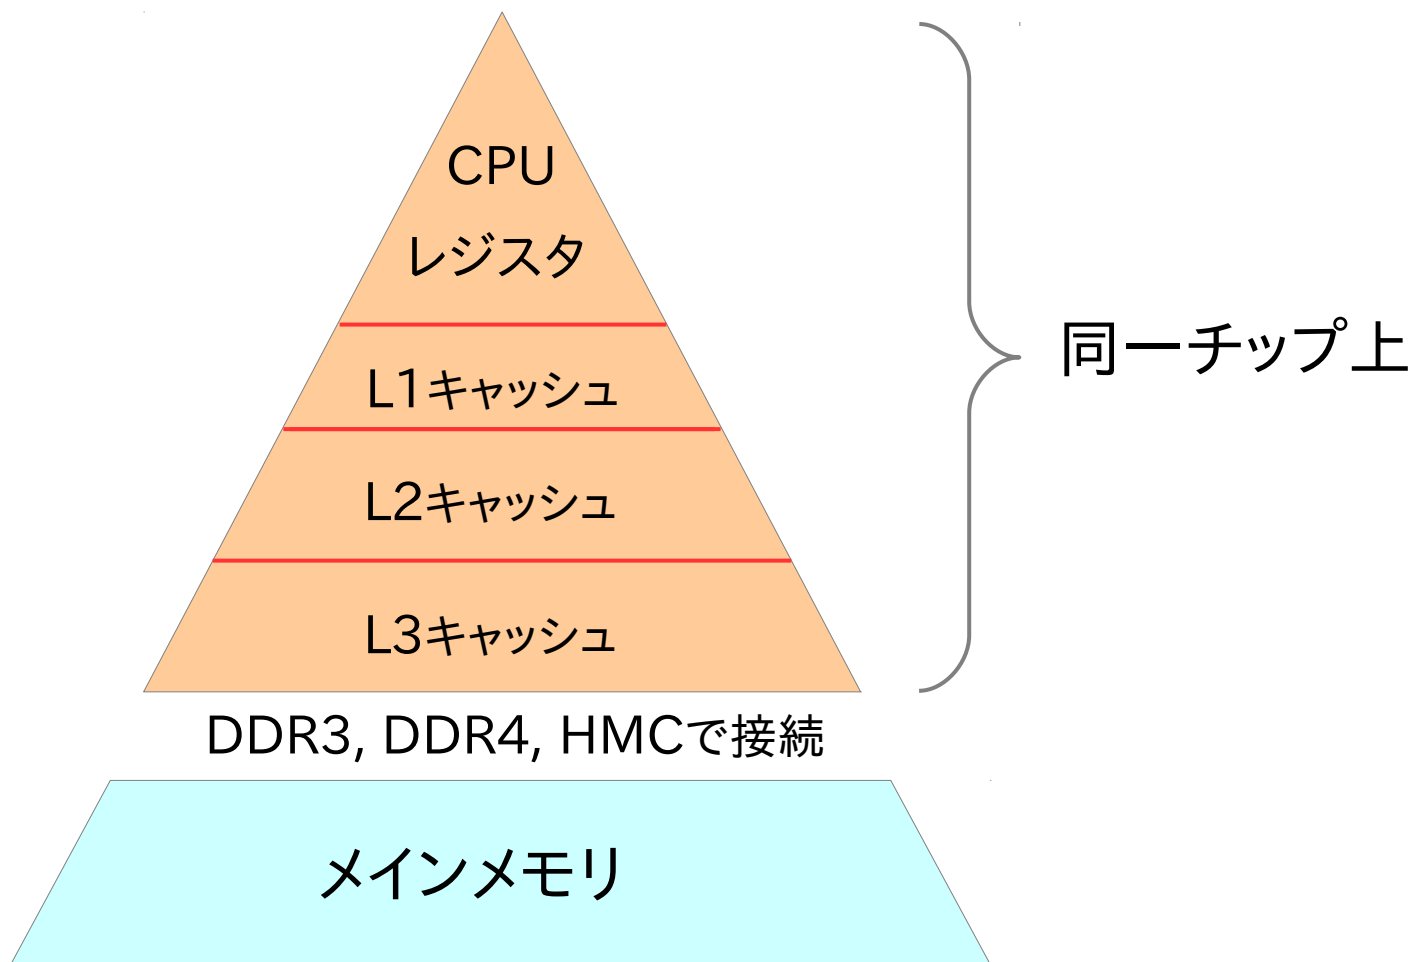 CPU
レジスタ
L1キャッシュ
L2キャッシュ
L3キャッシュ
同一チップ上
DDR3, DDR4, HMCで接続
メインメモリ